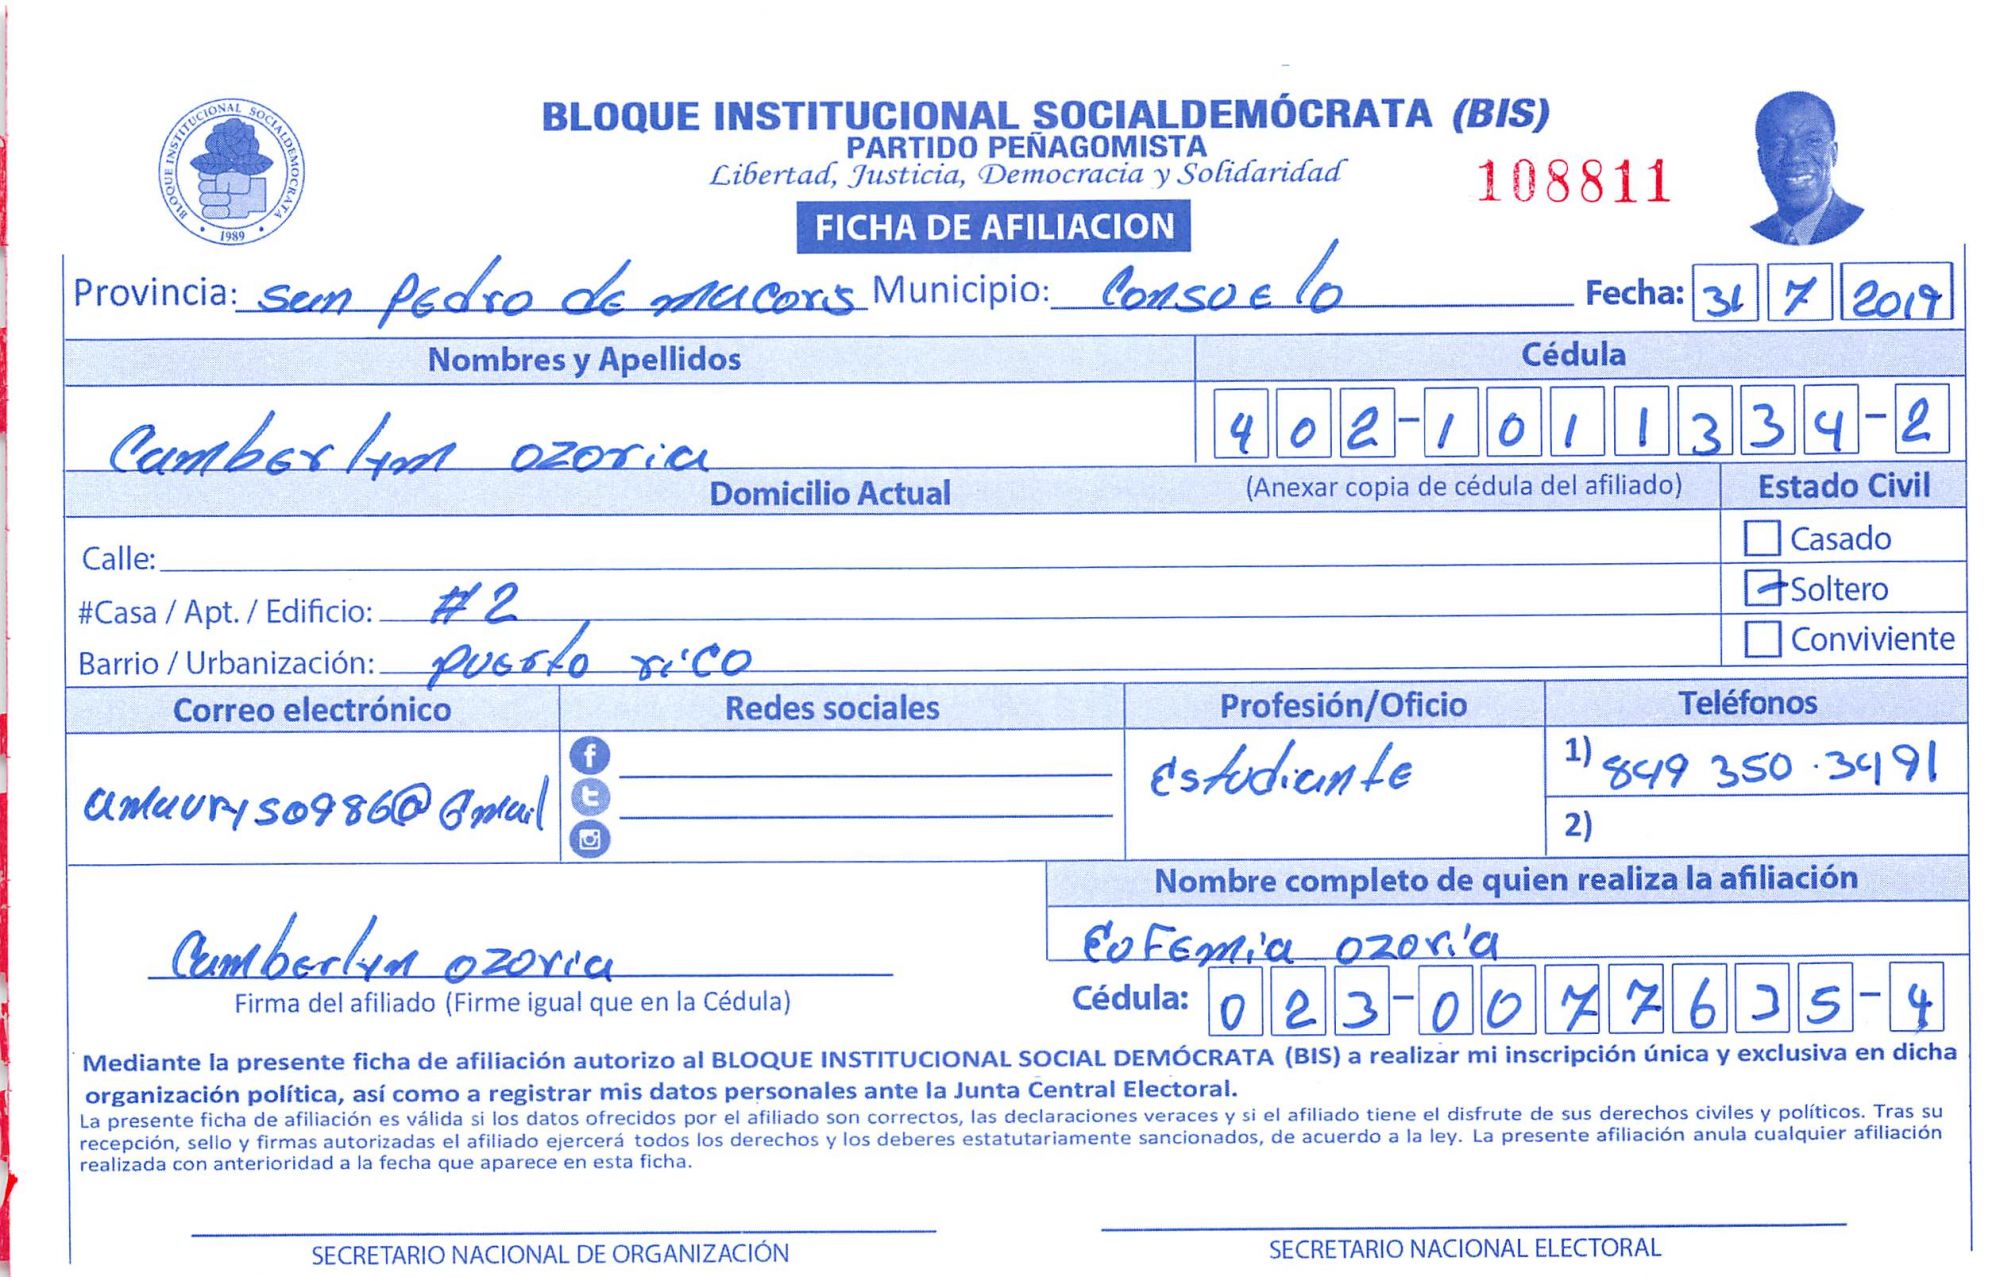 BLOQUE INSTITUCIONAL SOCIALDEMOCRATA
1989
BLOQUE INSTITUCIONAL SOCIALDEMÓCRATA (BIS)
PARTIDO PEÑAGOMISTA
Libertad, Justicia, Democracia y Solidaridad
108811
FICHA DE AFILIACION
Provincia: San Pedro de macoris Municipio: Consuelo Fecha: 31 7 2019
Nombres y Apellidos Cédula
Camberlyn ozoria 402-1011334-2
Domicilio Actual (Anexar copia de cédula del afiliado) Estado Civil
Calle: Casado
#Casa / Apt. / Edificio: #2 Soltero
Barrio / Urbanización: puerto rico Conviviente
Correo electrónico Redes sociales Profesión/Oficio Teléfonos
amauryso986@Gmail estudiante 1) 849 350.3491
2)
Nombre completo de quien realiza la afiliación
eufemia ozoria
Camberlyn ozoria
Firma del afiliado (Firme igual que en la Cédula) Cédula: 023-0077635-4
Mediante la presente ficha de afiliación autorizo al BLOQUE INSTITUCIONAL SOCIAL DEMÓCRATA (BIS) a realizar mi inscripción única y exclusiva en dicha
organización política, así como a registrar mis datos personales ante la Junta Central Electoral.
La presente ficha de afiliación es válida si los datos ofrecidos por el afiliado son correctos, las declaraciones veraces y si el afiliado tiene el disfrute de sus derechos civiles y políticos. Tras su
recepción, sello y firmas autorizadas el afiliado ejercerá todos los derechos y los deberes estatutariamente sancionados, de acuerdo a la ley. La presente afiliación anula cualquier afiliación
realizada con anterioridad a la fecha que aparece en esta ficha.
SECRETARIO NACIONAL DE ORGANIZACIÓN SECRETARIO NACIONAL ELECTORAL